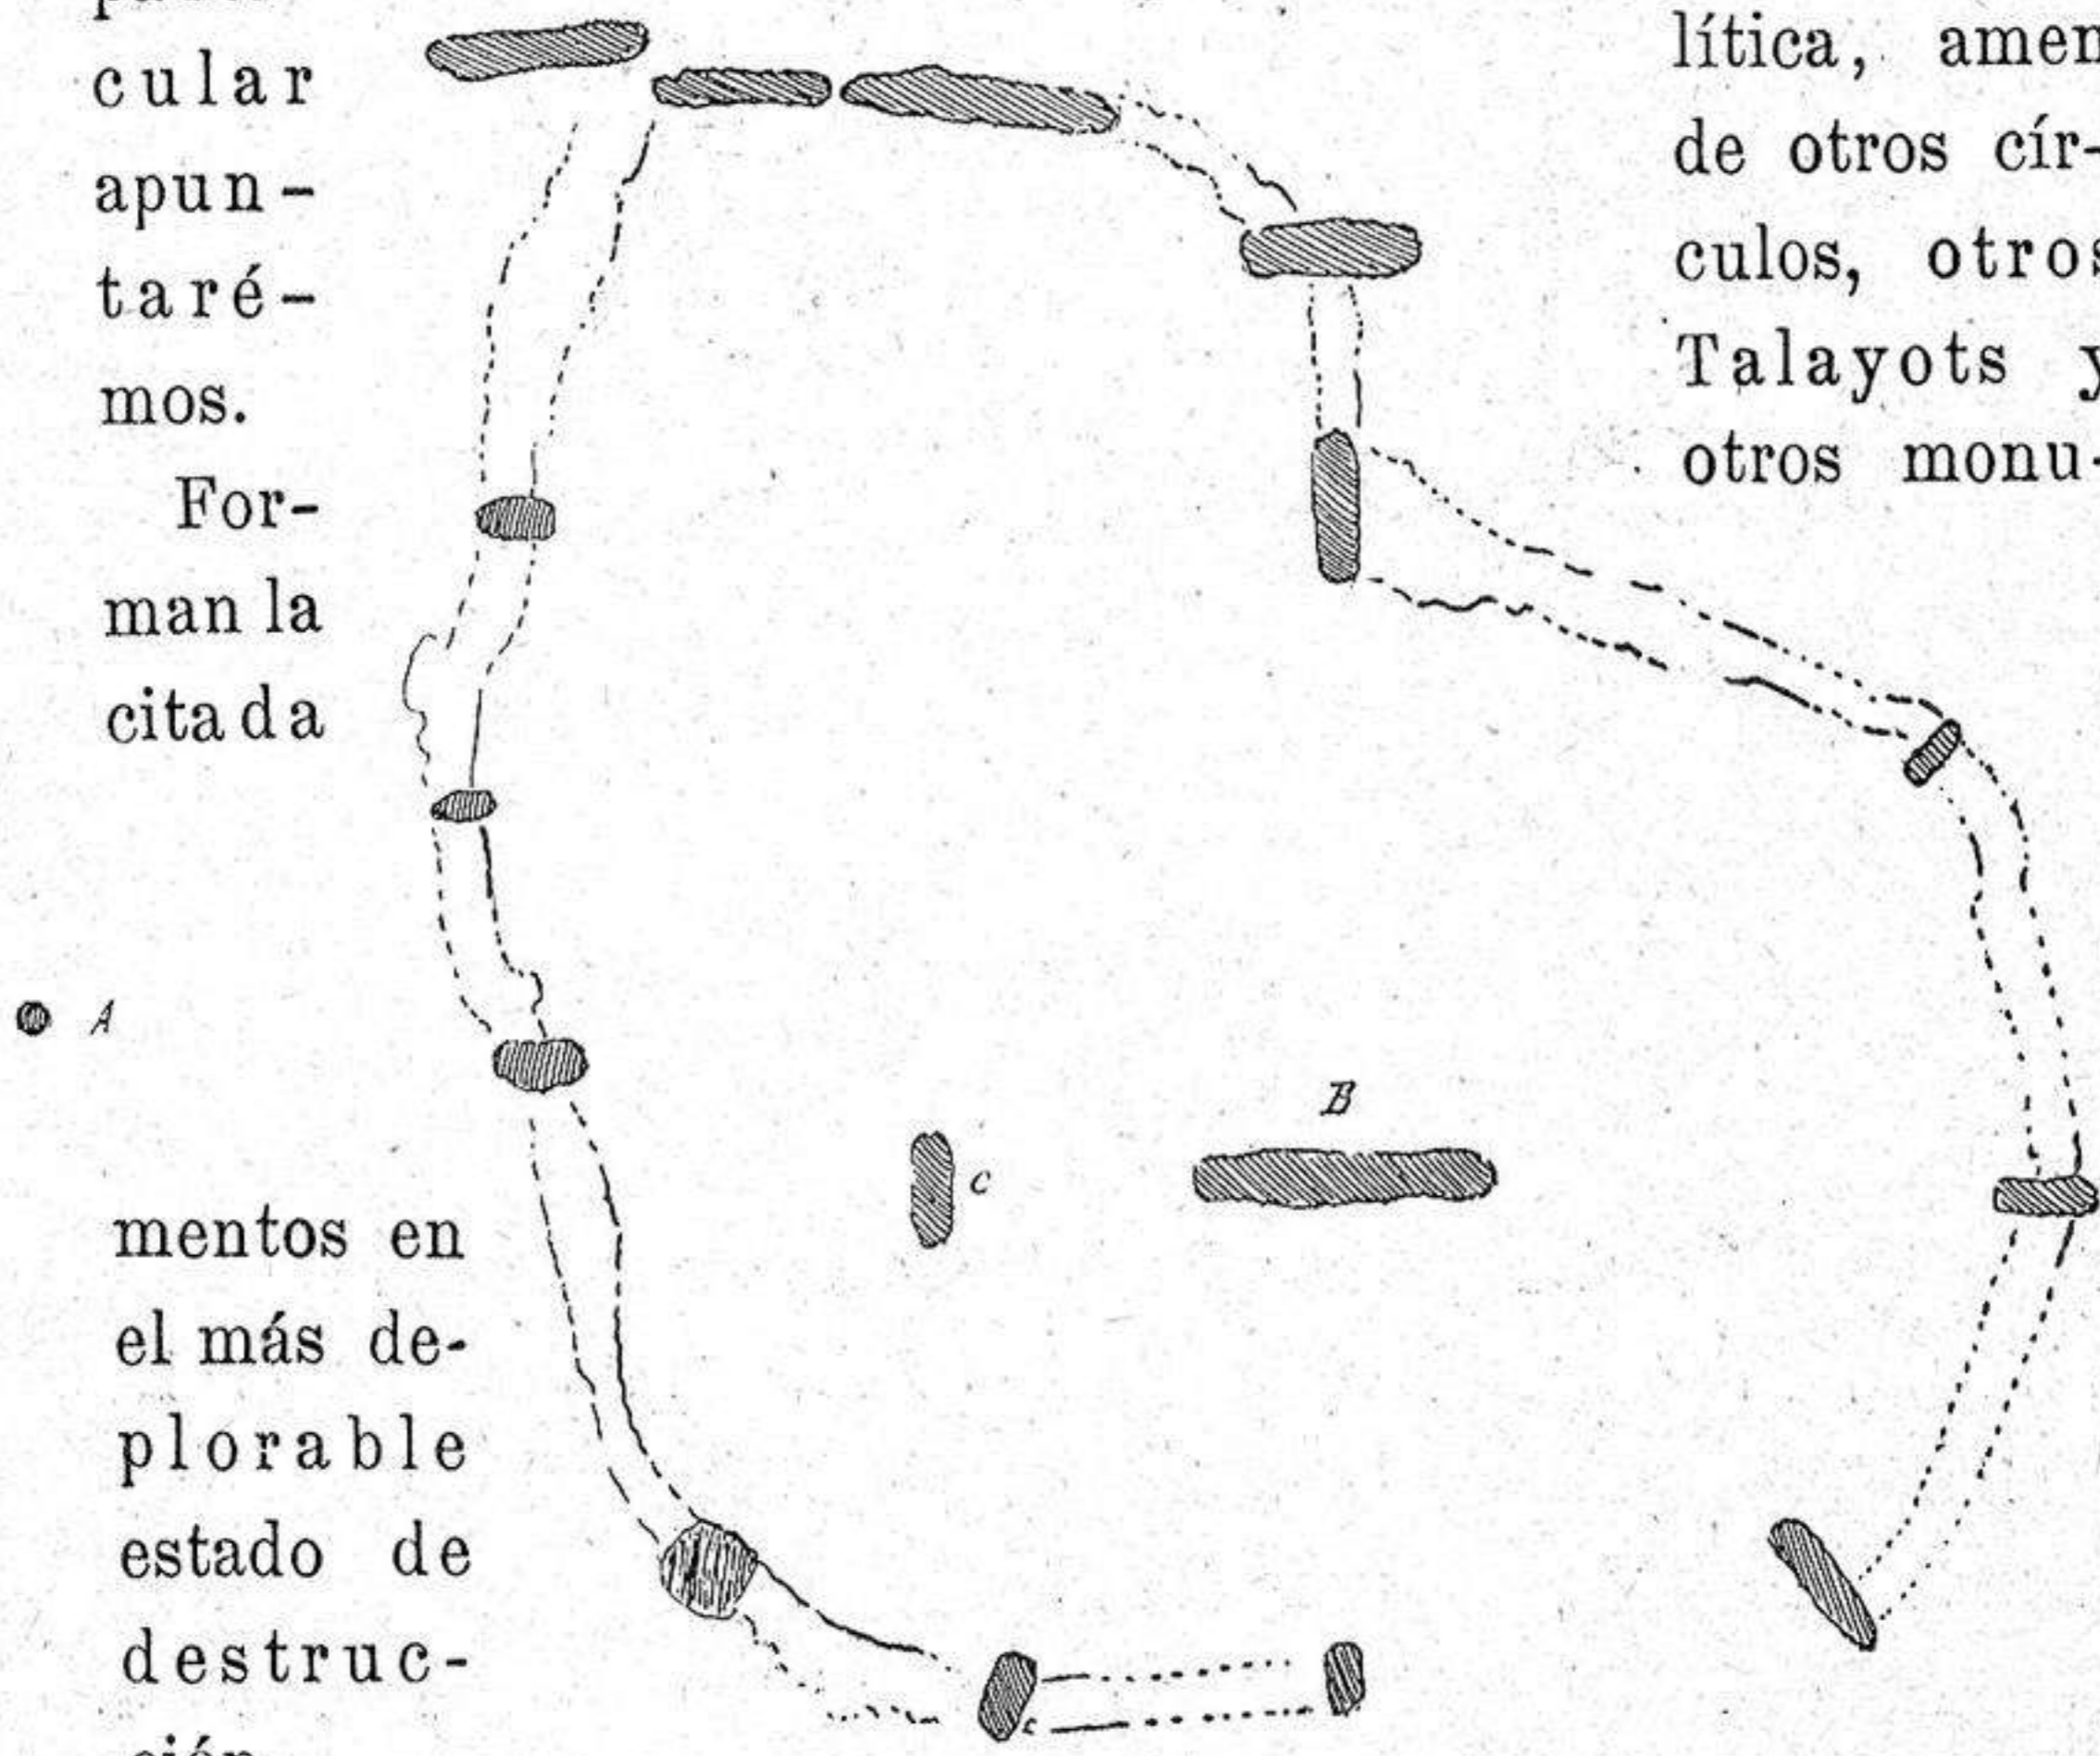 cular
apun-
taré-
mos.
For-
man la
citada
lítica, amen
de otros cír-
culos, otros
Talayots y
otros monu-
A
B
c
c
mentos en
el más de-
plorable
estado de
destruc-
ción